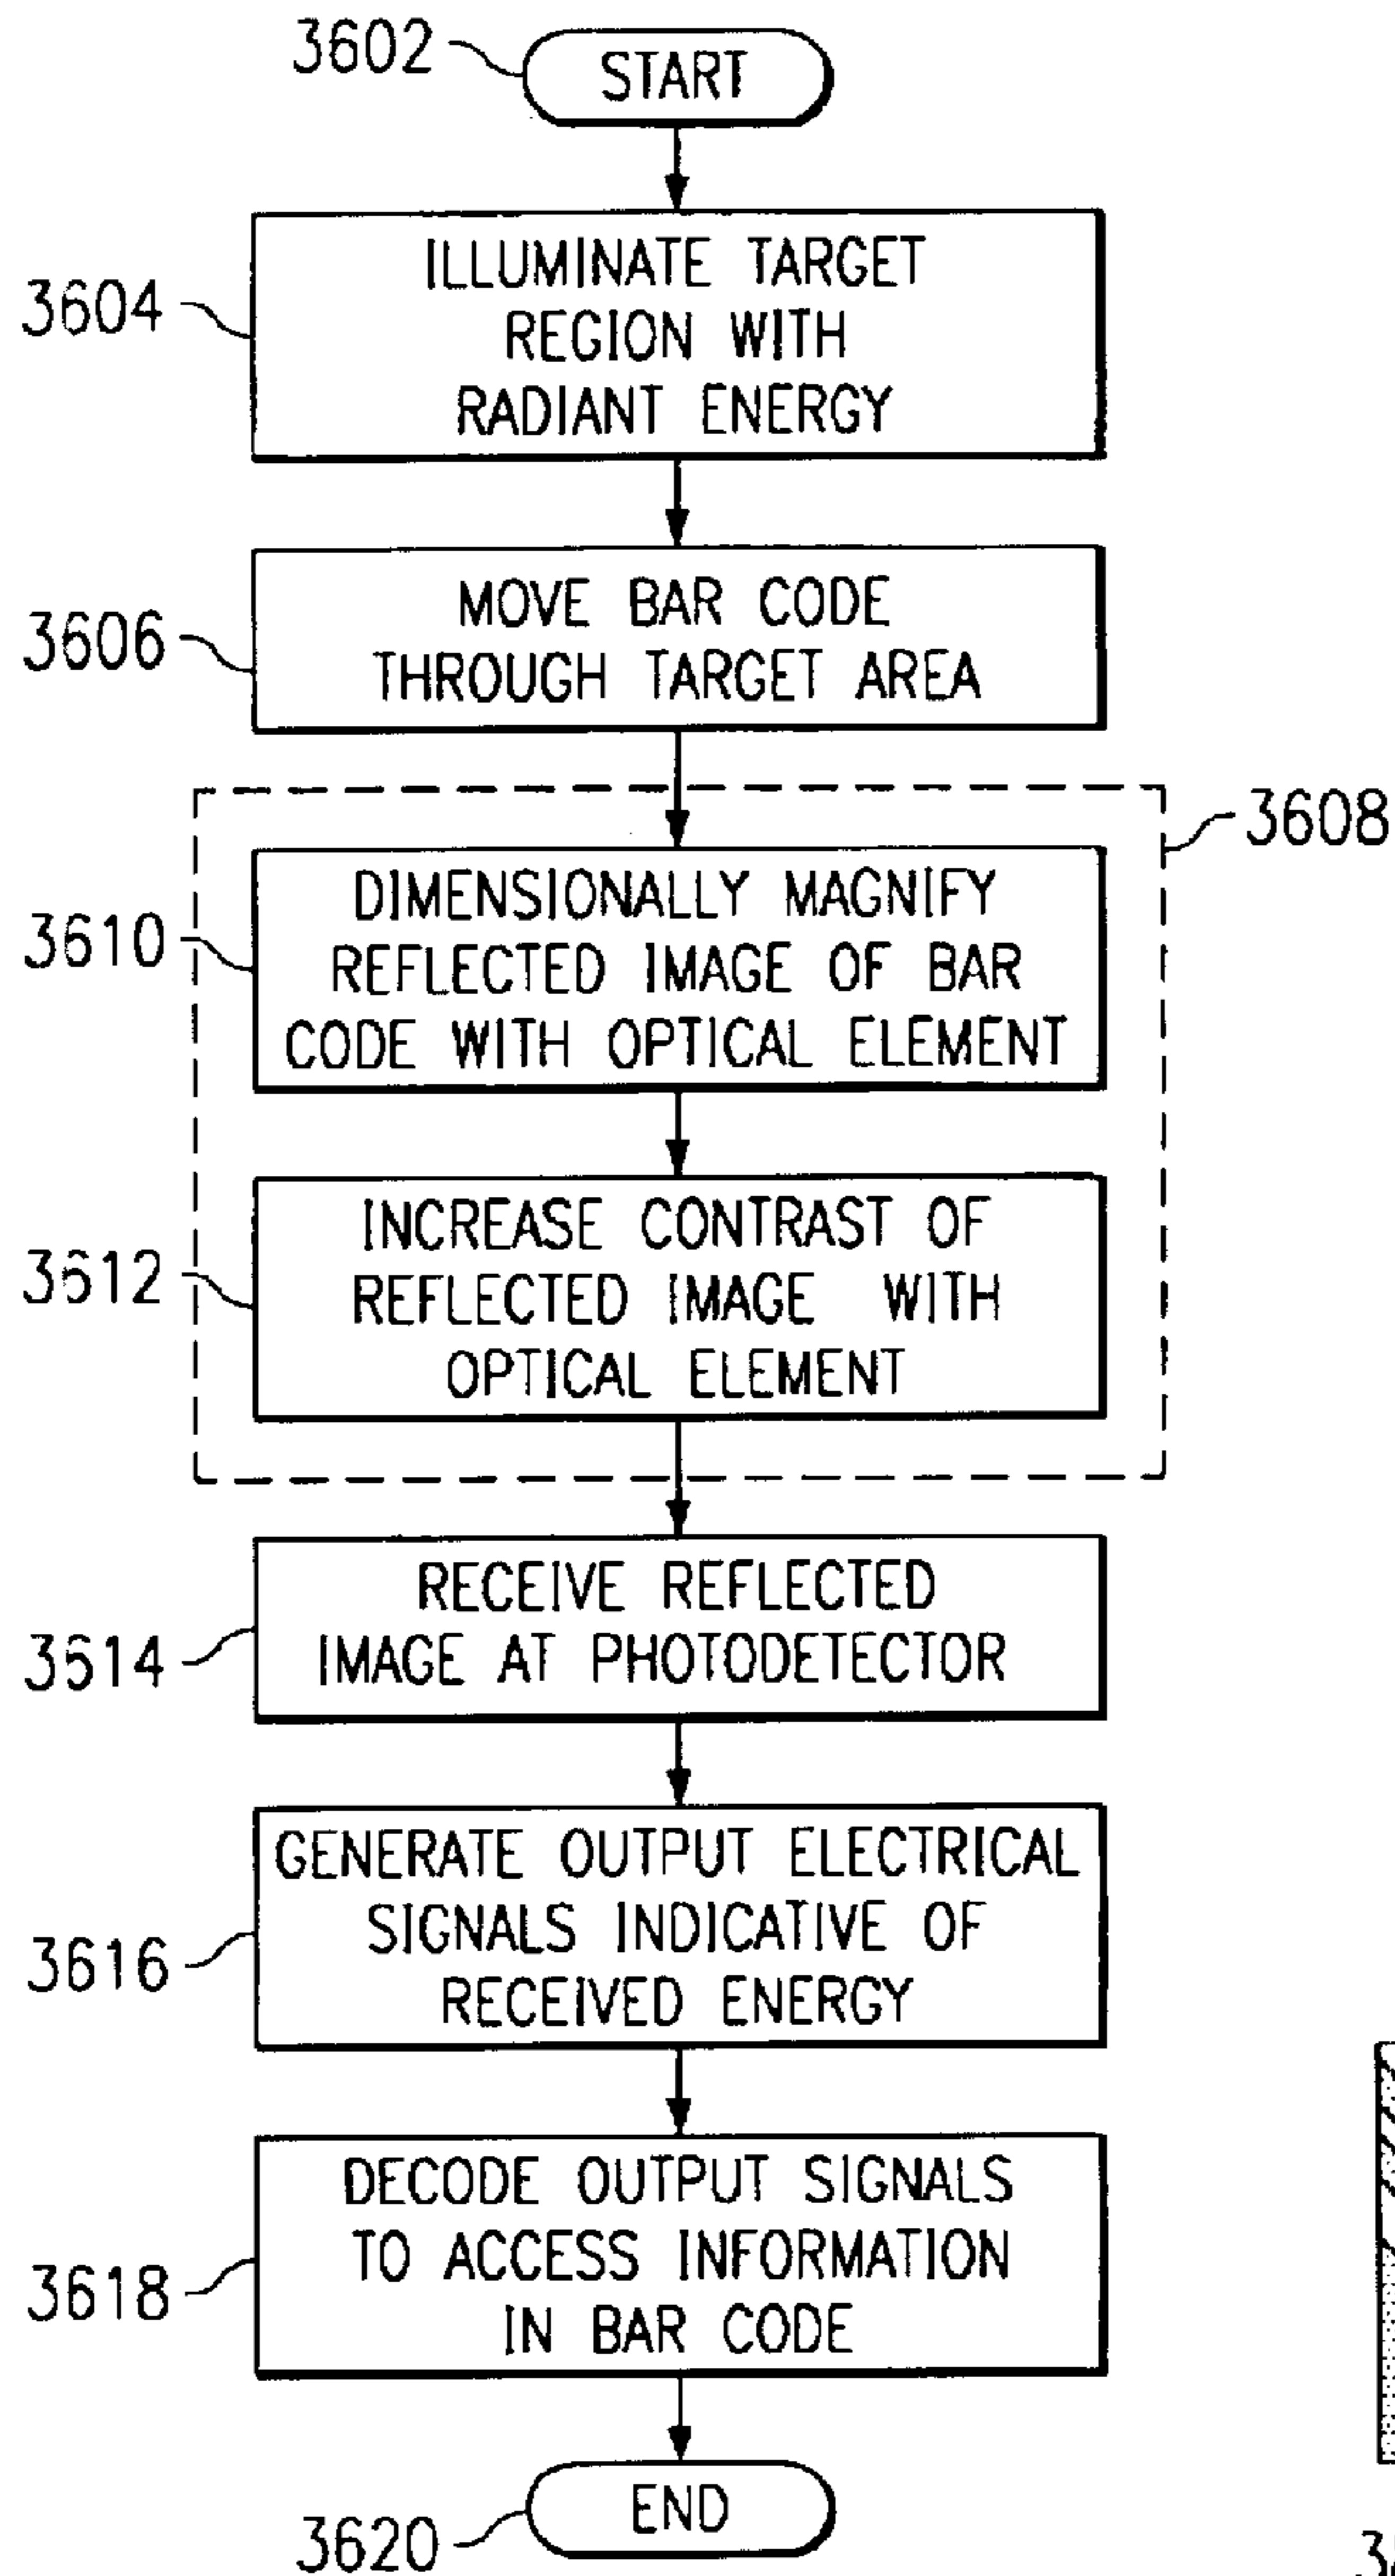 3602
START
3604
ILLUMINATE TARGET
REGION WITH
RADIANT ENERGY
3606
MOVE BAR CODE
THROUGH TARGET AREA
3608
3610
DIMENSIONALLY MAGNIFY
REFLECTED IMAGE OF BAR
CODE WITH OPTICAL ELEMENT
3612
INCREASE CONTRAST OF
REFLECTED IMAGE WITH
OPTICAL ELEMENT
3614
RECEIVE REFLECTED
IMAGE AT PHOTODETECTOR
3616
GENERATE OUTPUT ELECTRICAL
SIGNALS INDICATIVE OF
RECEIVED ENERGY
3618
DECODE OUTPUT SIGNALS
TO ACCESS INFORMATION
IN BAR CODE
3620
END